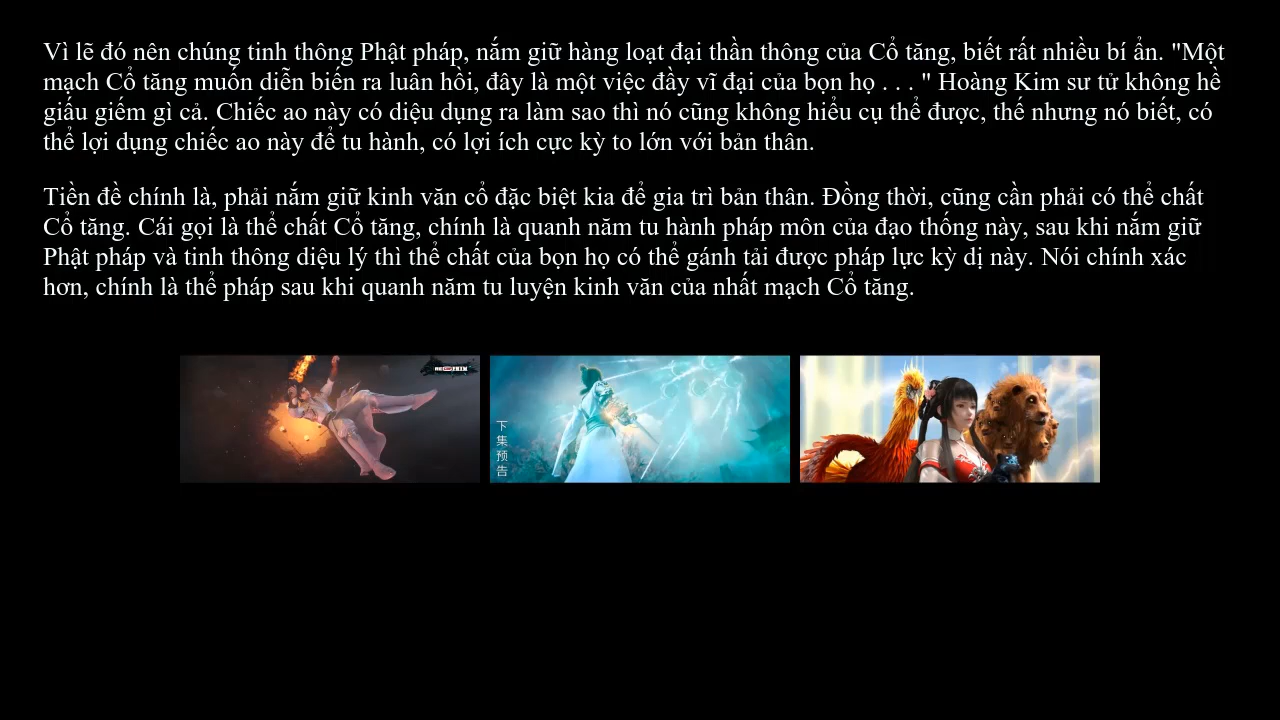 Vì lẽ đó nên chúng tinh thông Phật pháp, nắm giữ hàng loạt đại thần thông của Cổ tăng, biết rất nhiều bí ẩn. "Một
mạch Cổ tăng muốn diễn biến ra luân hồi, đây là một việc đầy vĩ đại của bọn họ . . . " Hoàng Kim sư tử không hề
giấu giếm gì cả. Chiếc ao này có diệu dụng ra làm sao thì nó cũng không hiểu cụ thể được, thế nhưng nó biết, có
thể lợi dụng chiếc ao này để tu hành, có lợi ích cực kỳ to lớn với bản thân.
Tiền đề chính là, phải nắm giữ kinh văn cổ đặc biệt kia để gia trì bản thân. Đồng thời, cũng cần phải có thể chất
Cổ tăng. Cái gọi là thể chất Cổ tăng, chính là quanh năm tu hành pháp môn của đạo thống này, sau khi nắm giữ
Phật pháp và tinh thông diệu lý thì thể chất của bọn họ có thể gánh tải được pháp lực kỳ dị này. Nói chính xác
hơn, chính là thể pháp sau khi quanh năm tu luyện kinh văn của nhất mạch Cổ tăng.
下集预告